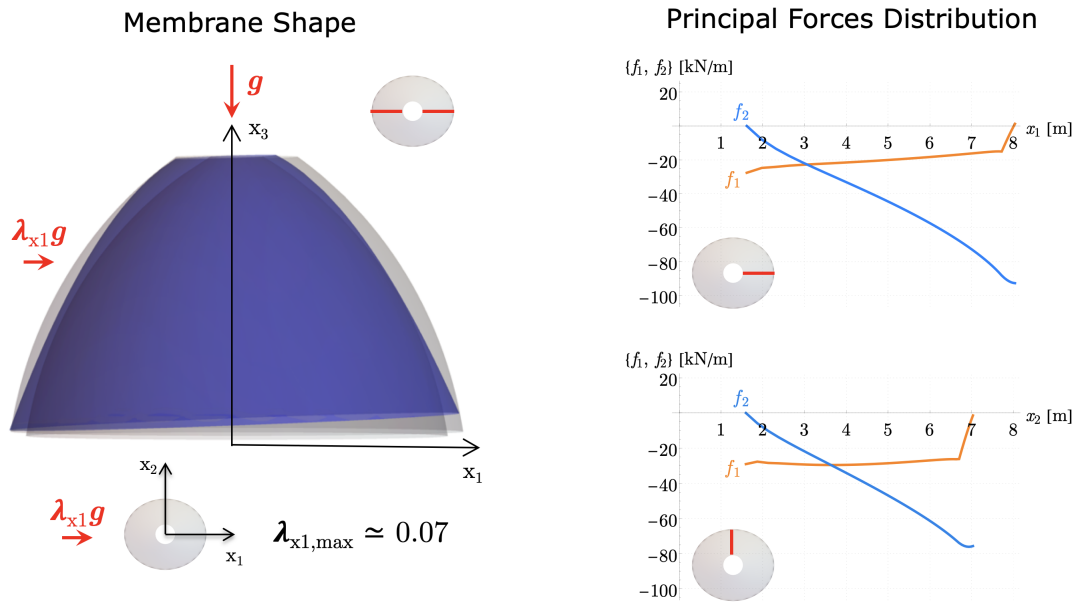 Membrane Shape
g
x3
λx1g
x1
x2
λx1g
x1
λx1,max ≃ 0.07
Principal Forces Distribution
{f1, f2} [kN/m]
20
f2
x1 [m]
1 2 3 4 5 6 7 8
−20
f1
−40
−60
−80
−100
{f1, f2} [kN/m]
20
f2
x2 [m]
1 2 3 4 5 6 7 8
−20
f1
−40
−60
−80
−100